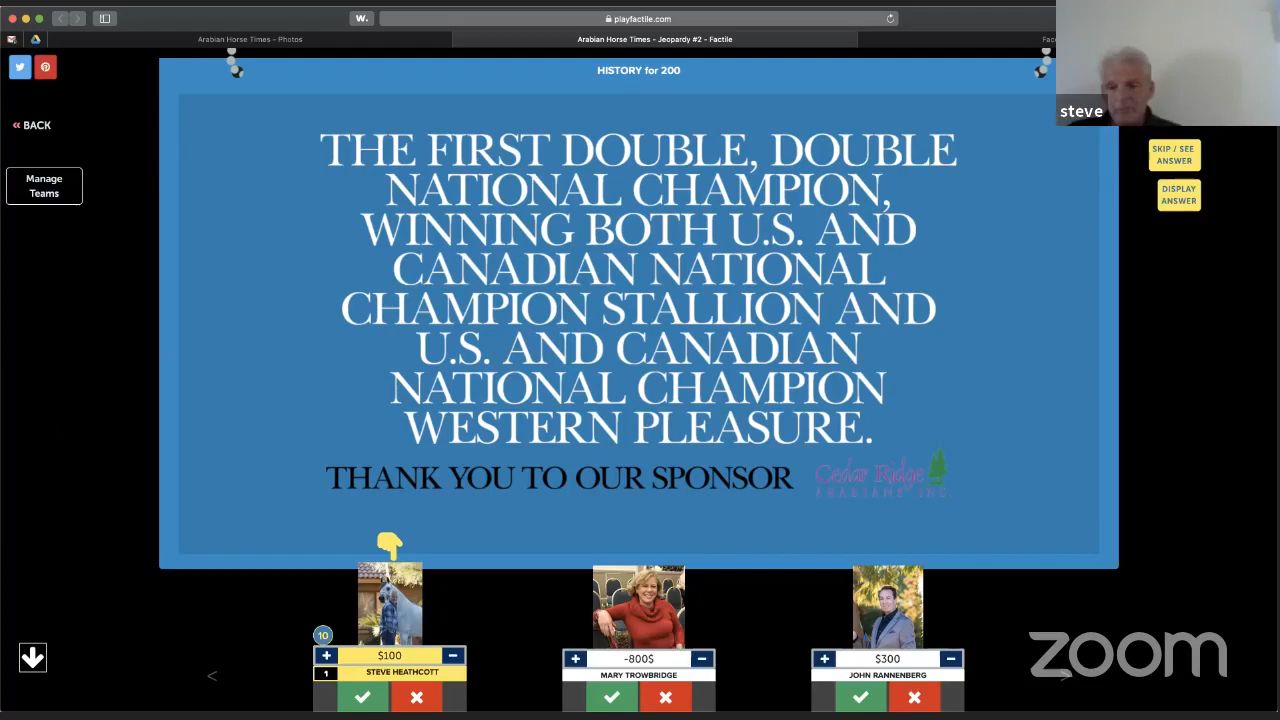 W.
playfactile.com
Arabian Horse Times - Photos
Arabian Horse Times - Jeopardy #2 - Factile
HISTORY for 200
steve
« BACK
Manage
Teams
SKIP / SEE
ANSWER
DISPLAY
ANSWER
THE FIRST DOUBLE, DOUBLE
NATIONAL CHAMPION,
WINNING BOTH U.S. AND
CANADIAN NATIONAL
CHAMPION STALLION AND
U.S. AND CANADIAN
NATIONAL CHAMPION
WESTERN PLEASURE.
THANK YOU TO OUR SPONSOR
Cedar Ridge
ARABIANS INC.
10
+ $100 −
1 STEVE HEATHCOTT
+ -800$ −
MARY TROWBRIDGE
+ $300 −
JOHN RANNENBERG
zoom